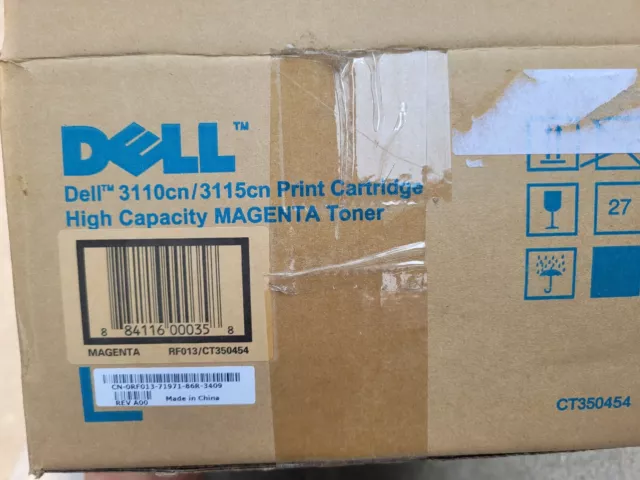 DELL™
Dell™ 3110cn/3115cn Print Cartridge
High Capacity MAGENTA Toner
27
8 84116 00035 8
MAGENTA RF013/CT350454
CN-0RF013-71971-86R-3409
REV A00 Made in China
CT350454